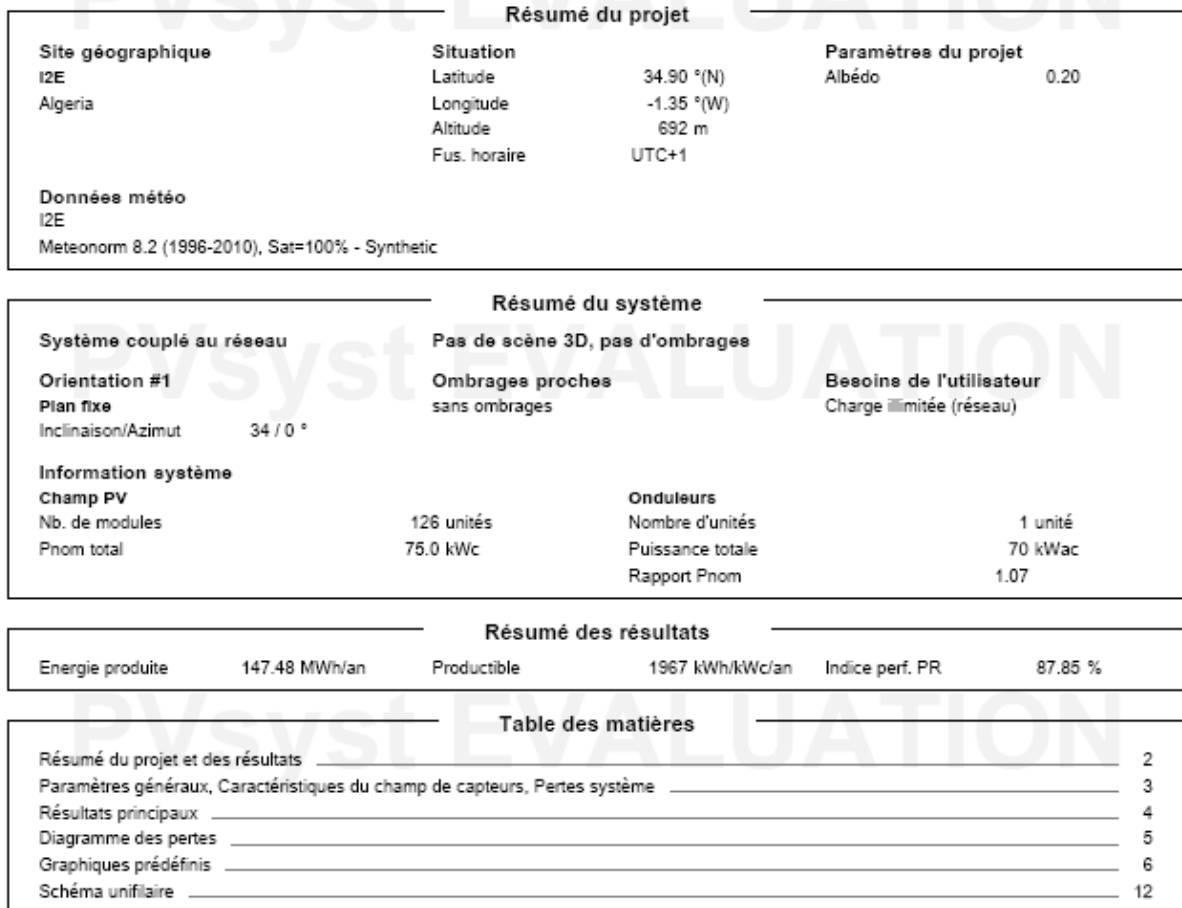 PVsyst EVALUATION
Résumé du projet
Site géographique Situation Paramètres du projet
I2E Latitude 34.90 °(N) Albédo 0.20
Algeria Longitude -1.35 °(W)
Altitude 692 m
Fus. horaire UTC+1
Données météo
I2E
Meteonorm 8.2 (1996-2010), Sat=100% - Synthetic
Résumé du système
PVsyst EVALUATION
Système couplé au réseau Pas de scène 3D, pas d'ombrages
Orientation #1 Ombrages proches Besoins de l'utilisateur
Plan fixe sans ombrages Charge illimitée (réseau)
Inclinaison/Azimut 34 / 0 °
Information système
Champ PV Onduleurs
Nb. de modules 126 unités Nombre d'unités 1 unité
Pnom total 75.0 kWc Puissance totale 70 kWac
Rapport Pnom 1.07
Résumé des résultats
Energie produite 147.48 MWh/an Productible 1967 kWh/kWc/an Indice perf. PR 87.85 %
PVsyst EVALUATION
Table des matières
Résumé du projet et des résultats 2
Paramètres généraux, Caractéristiques du champ de capteurs, Pertes système 3
Résultats principaux 4
Diagramme des pertes 5
Graphiques prédéfinis 6
Schéma unifilaire 12